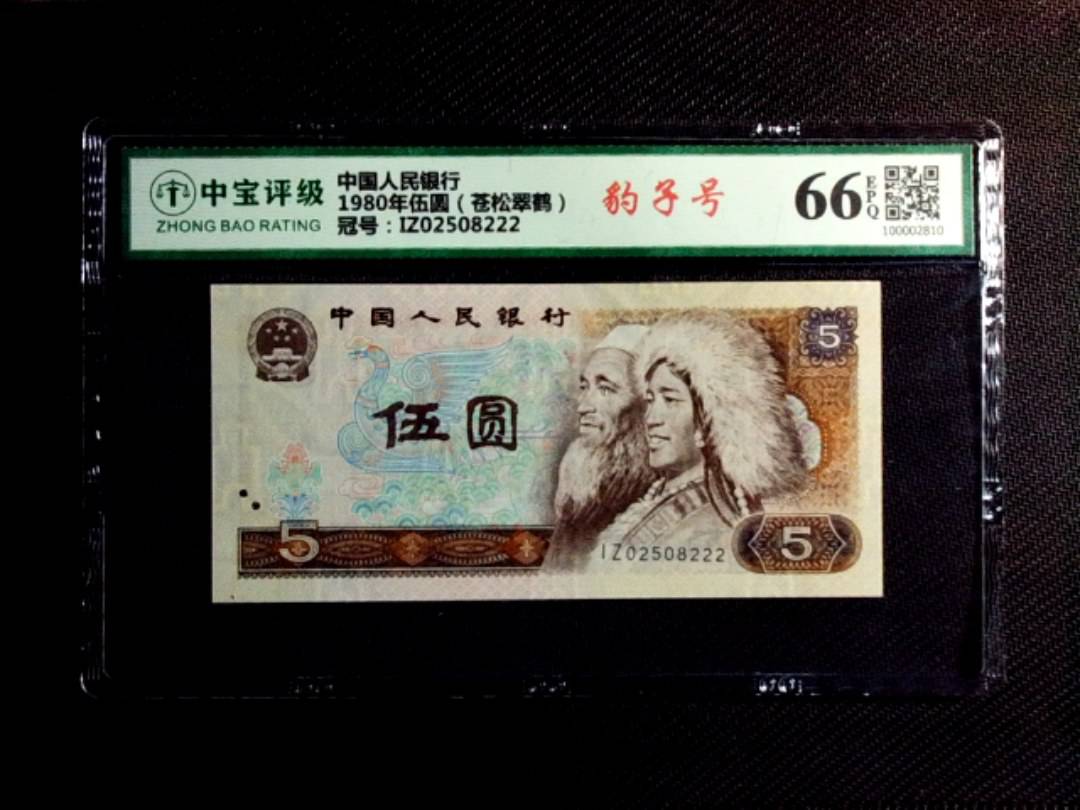 中宝评级
ZHONG BAO RATING
中国人民银行
1980年伍圆（苍松翠鹤）
冠号：IZ02508222
豹子号
66
EPQ
100002810
中国人民银行
5
伍圆
5
IZ02508222
5